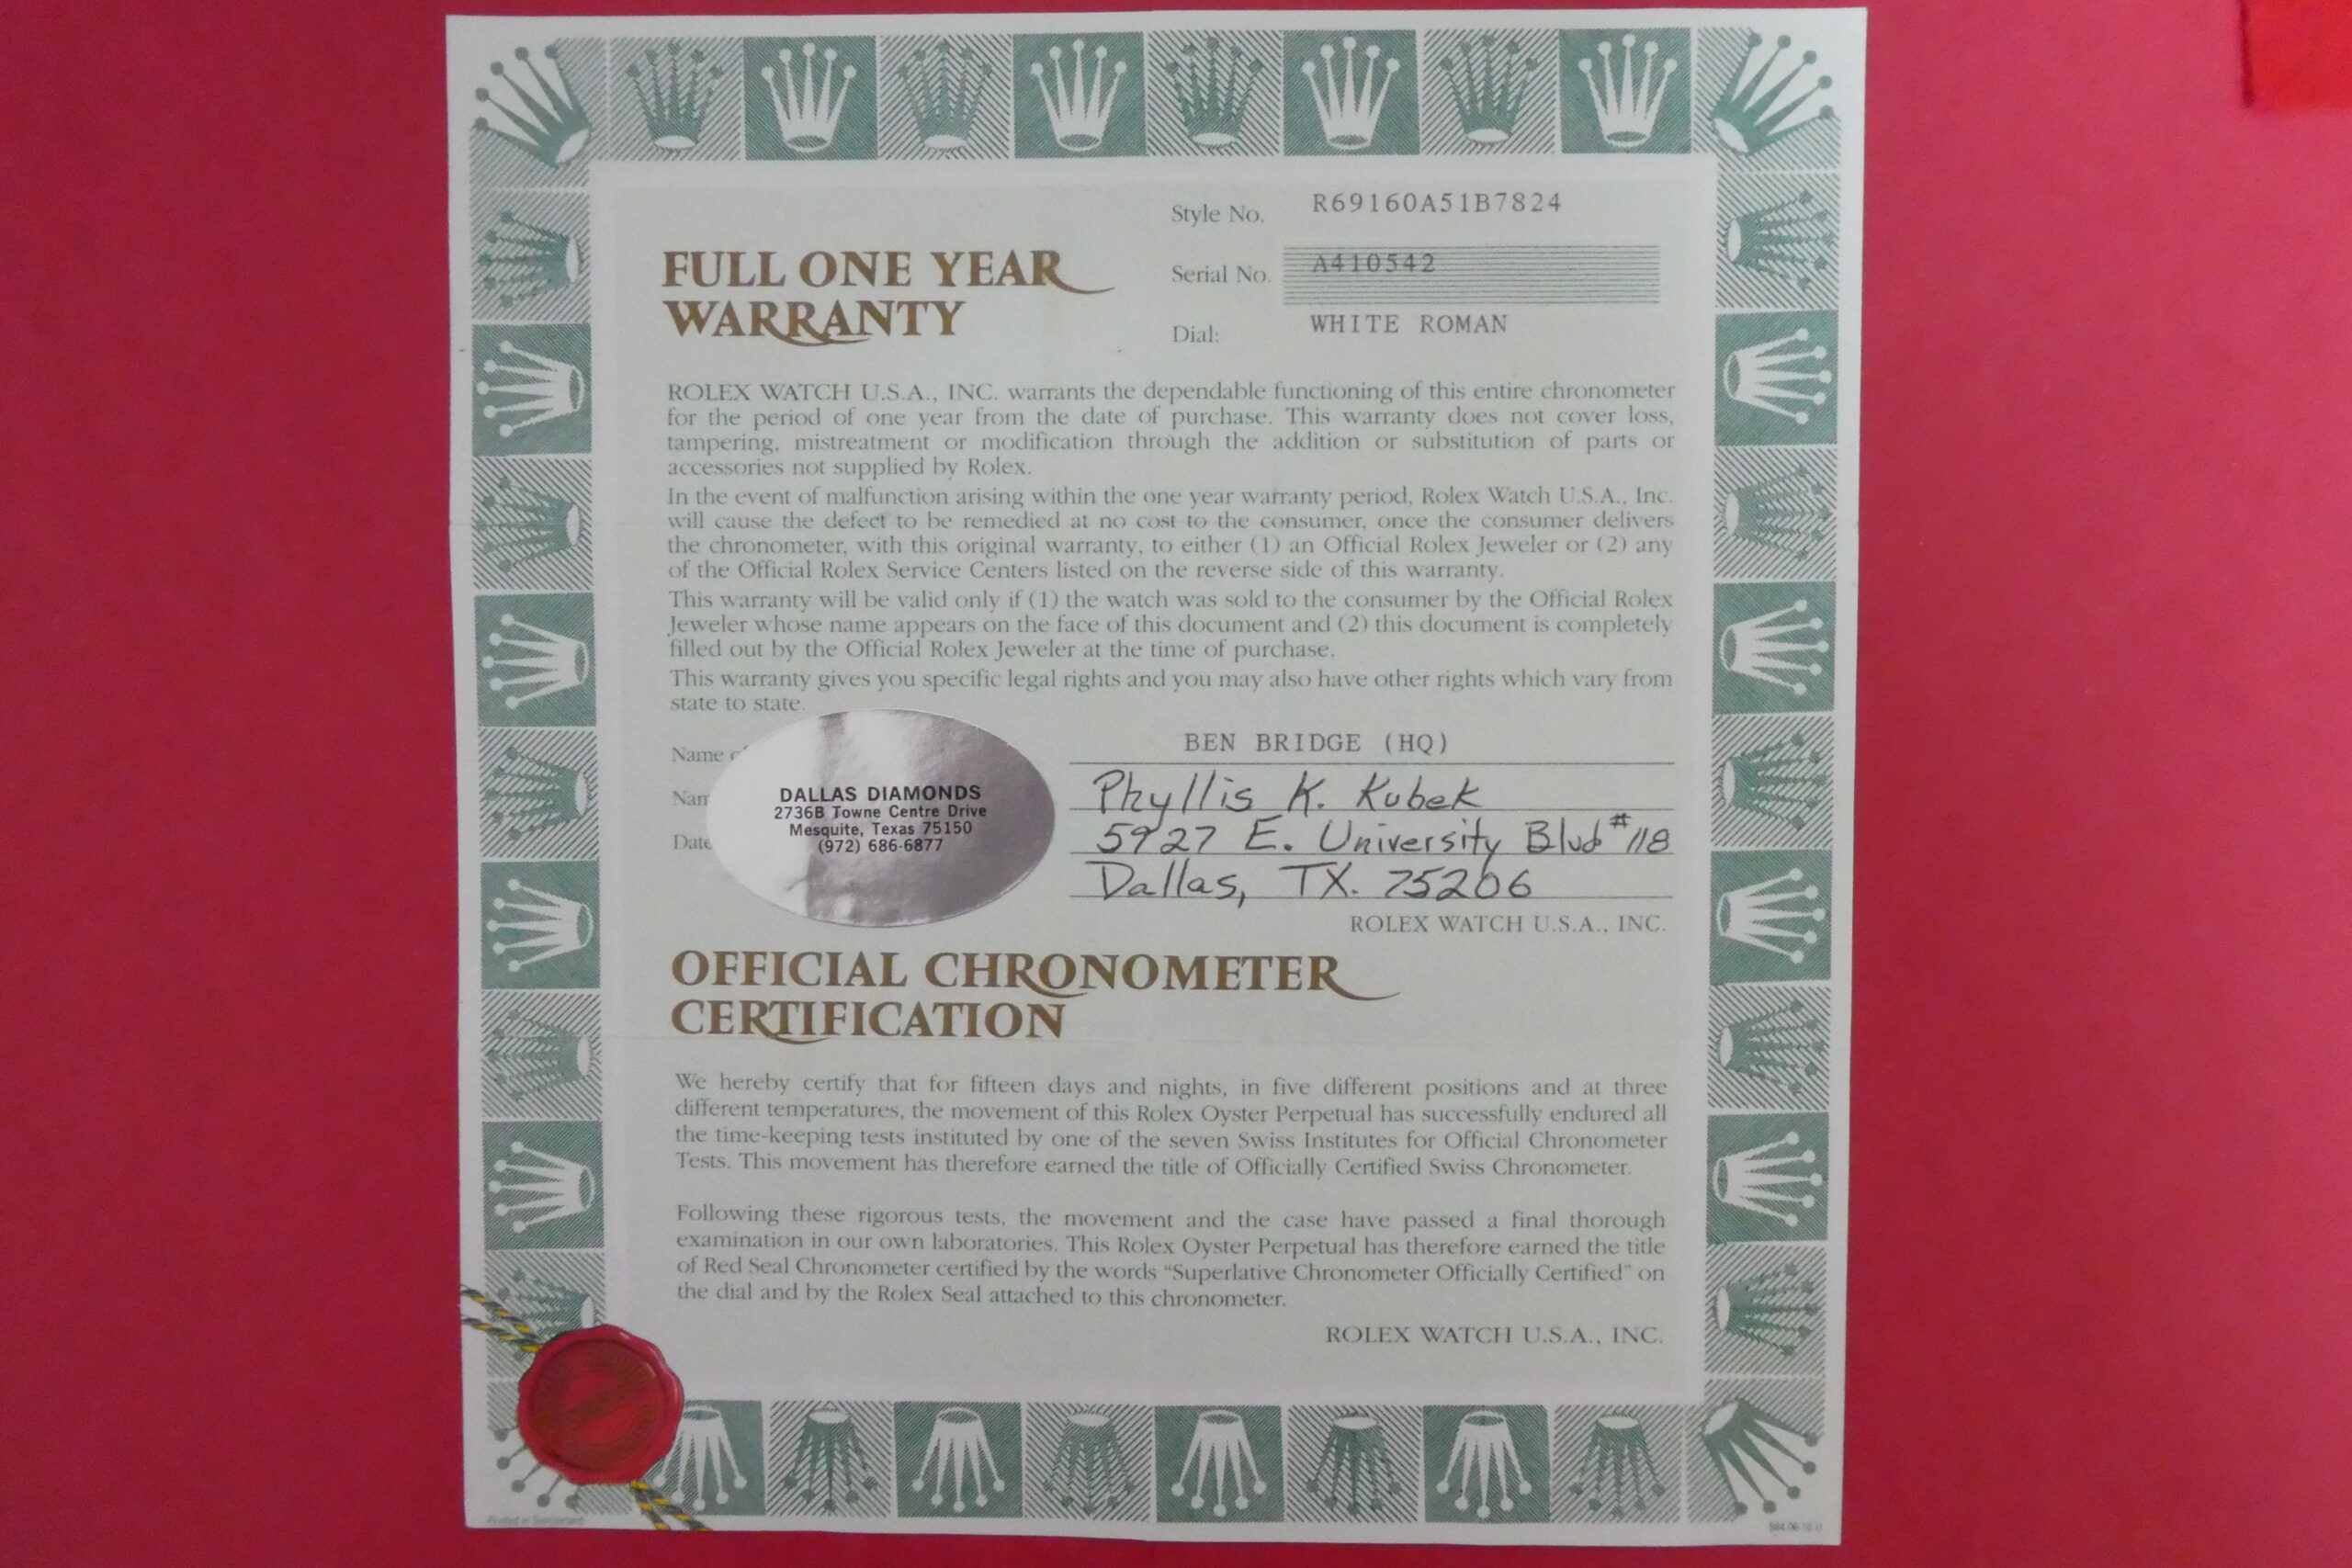 Style No. R69160A51B7824
FULL ONE YEAR
WARRANTY
Serial No. A410542
Dial: WHITE ROMAN
ROLEX WATCH U.S.A., INC. warrants the dependable functioning of this entire chronometer
for the period of one year from the date of purchase. This warranty does not cover loss,
tampering, mistreatment or modification through the addition or substitution of parts or
accessories not supplied by Rolex.
In the event of malfunction arising within the one year warranty period, Rolex Watch U.S.A., Inc.
will cause the defect to be remedied at no cost to the consumer, once the consumer delivers
the chronometer, with this original warranty, to either (1) an Official Rolex Jeweler or (2) any
of the Official Rolex Service Centers listed on the reverse side of this warranty.
This warranty will be valid only if (1) the watch was sold to the consumer by the Official Rolex
Jeweler whose name appears on the face of this document and (2) this document is completely
filled out by the Official Rolex Jeweler at the time of purchase.
This warranty gives you specific legal rights and you may also have other rights which vary from
state to state.
Name
BEN BRIDGE (HQ)
Nam
Phyllis K. Kubek
Date
5927 E. University Blvd #118
Dallas, TX. 75206
DALLAS DIAMONDS
2736B Towne Centre Drive
Mesquite, Texas 75150
(972) 686-6877
ROLEX WATCH U.S.A., INC.
OFFICIAL CHRONOMETER
CERTIFICATION
We hereby certify that for fifteen days and nights, in five different positions and at three
different temperatures, the movement of this Rolex Oyster Perpetual has successfully endured all
the time-keeping tests instituted by one of the seven Swiss Institutes for Official Chronometer
Tests. This movement has therefore earned the title of Officially Certified Swiss Chronometer.
Following these rigorous tests, the movement and the case have passed a final thorough
examination in our own laboratories. This Rolex Oyster Perpetual has therefore earned the title
of Red Seal Chronometer certified by the words “Superlative Chronometer Officially Certified” on
the dial and by the Rolex Seal attached to this chronometer.
ROLEX WATCH U.S.A., INC.
Printed in Switzerland